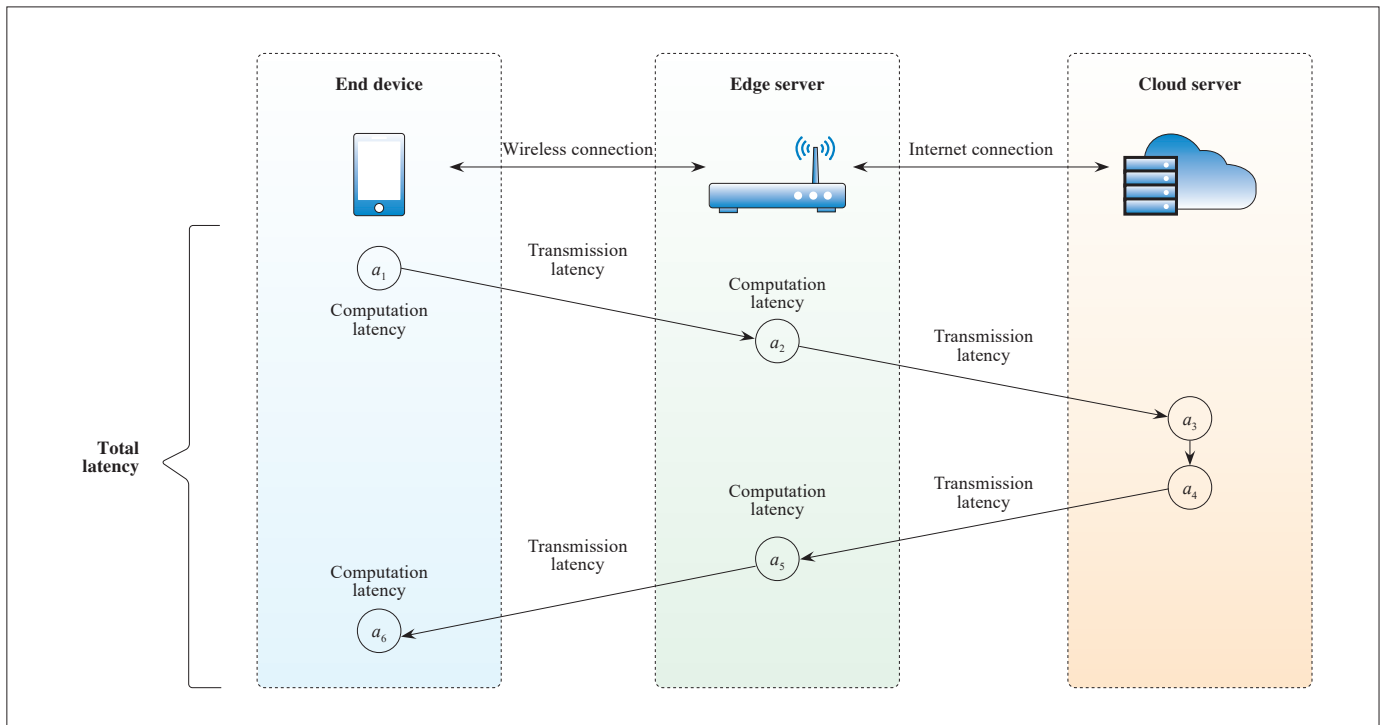 End device
Edge server
Cloud server
Wireless connection
Internet connection
a₁
Transmission
latency
Computation
latency
Computation
latency
a₂
Transmission
latency
a₃
Total
latency
a₄
Transmission
latency
Computation
latency
a₅
Transmission
latency
Computation
latency
a₆